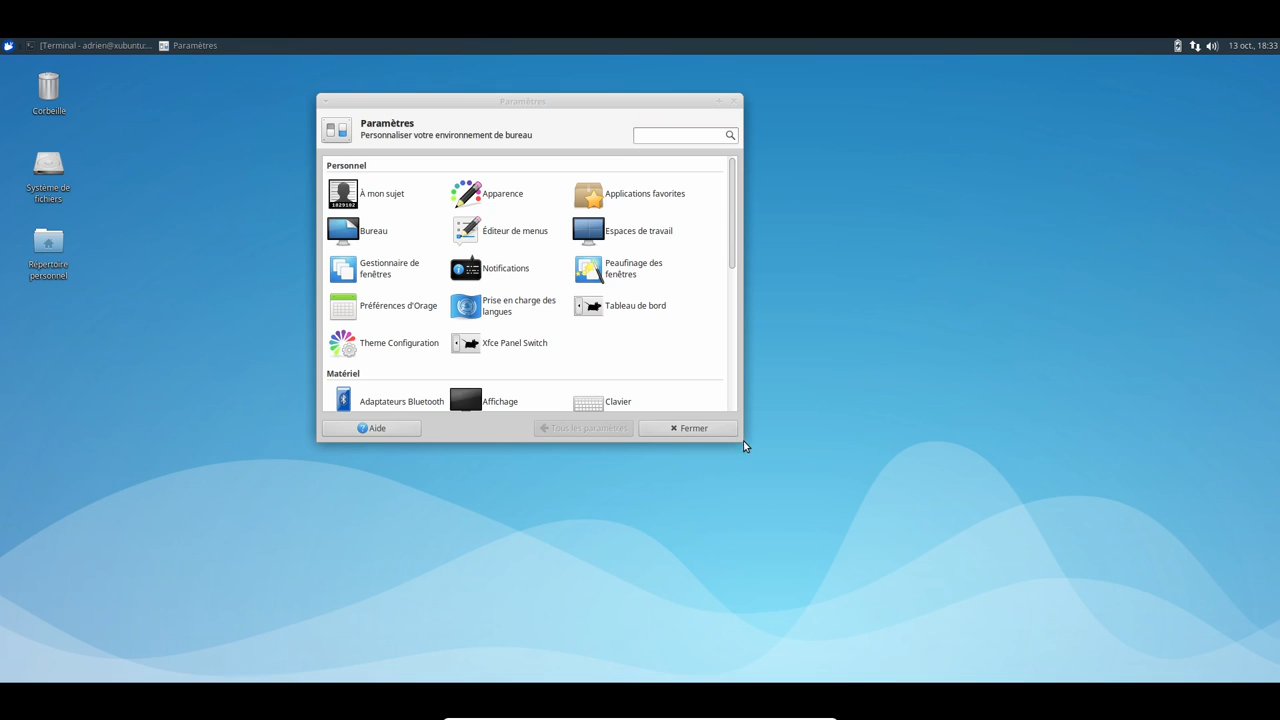 [Terminal - adrien@xubuntu:... Paramètres 13 oct., 18:33
Corbeille
Système de
fichiers
Répertoire
personnel
Paramètres
Paramètres
Personnaliser votre environnement de bureau
Personnel
À mon sujet Apparence Applications favorites
1029102
Bureau Éditeur de menus Espaces de travail
Gestionnaire de
fenêtres
Notifications
Peaufinage des
fenêtres
Préférences d'Orage
Prise en charge des
langues
Tableau de bord
Theme Configuration Xfce Panel Switch
Matériel
Adaptateurs Bluetooth Affichage Clavier
Aide Tous les paramètres Fermer